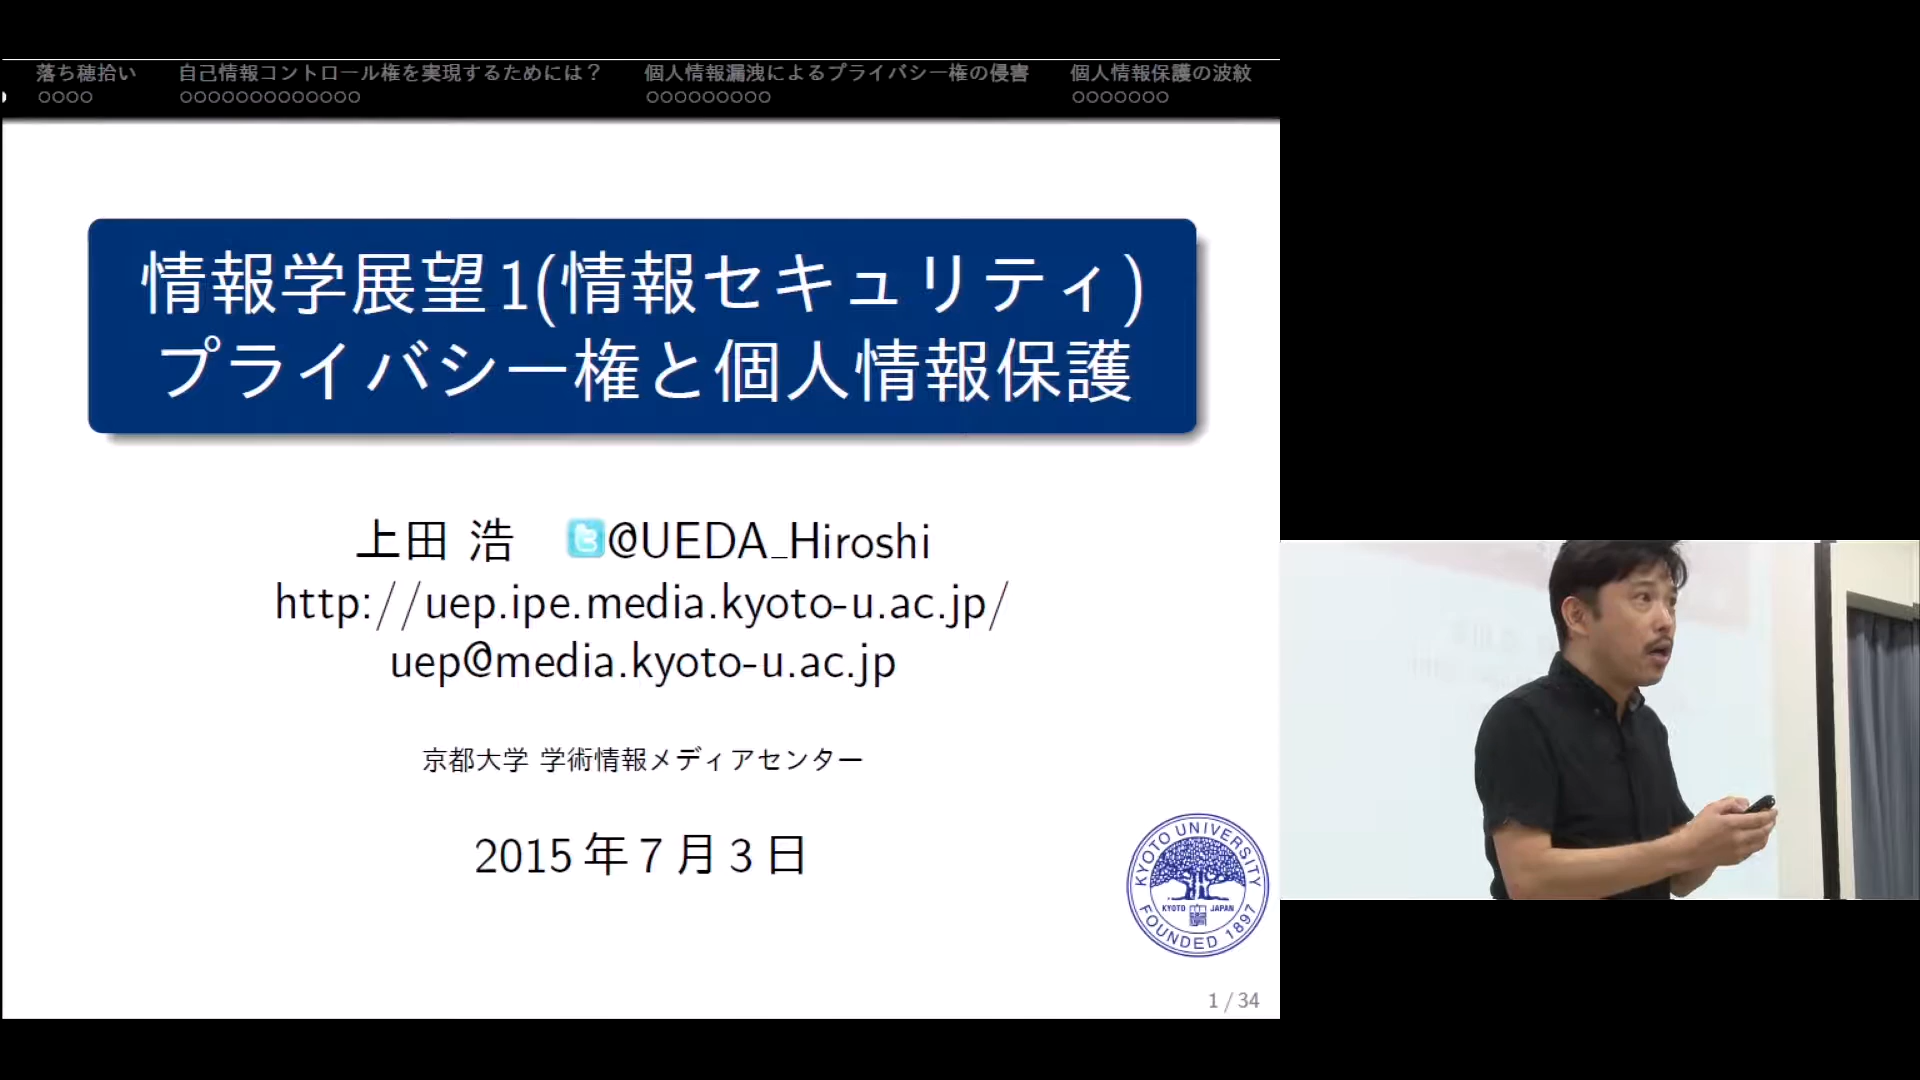 落ち穂拾い 自己情報コントロール権を実現するためには? 個人情報漏洩によるプライバシー権の侵害 個人情報保護の波紋
情報学展望1(情報セキュリティ)
プライバシー権と個人情報保護
上田 浩 @UEDA_Hiroshi
http://uep.ipe.media.kyoto-u.ac.jp/
uep@media.kyoto-u.ac.jp
京都大学 学術情報メディアセンター
2015年7月3日
KYOTO UNIVERSITY
KYOTO JAPAN
FOUNDED 1897
1 / 34